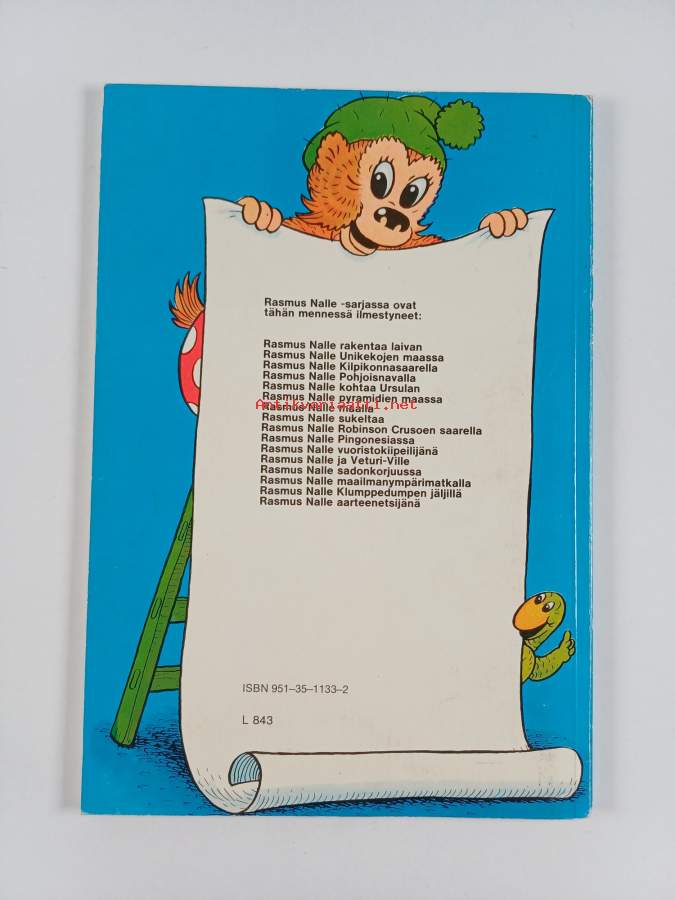 Rasmus Nalle -sarjassa ovat
tähän mennessä ilmestyneet:
Rasmus Nalle rakentaa laivan
Rasmus Nalle Unikekojen maassa
Rasmus Nalle Kilpikonnasaarella
Rasmus Nalle Pohjoisnavalla
Rasmus Nalle kohtaa Ursulan
Rasmus Nalle pyramidien maassa
Antikvariaatti.net
Rasmus Nalle maalla
Rasmus Nalle sukeltaa
Rasmus Nalle Robinson Crusoen saarella
Rasmus Nalle Pingonesiassa
Rasmus Nalle vuoristokiipeilijänä
Rasmus Nalle ja Veturi-Ville
Rasmus Nalle sadonkorjuussa
Rasmus Nalle maailmanympärimatkalla
Rasmus Nalle Klumppedumpen jäljillä
Rasmus Nalle aarteenetsijänä
ISBN 951–35–1133–2
L 843